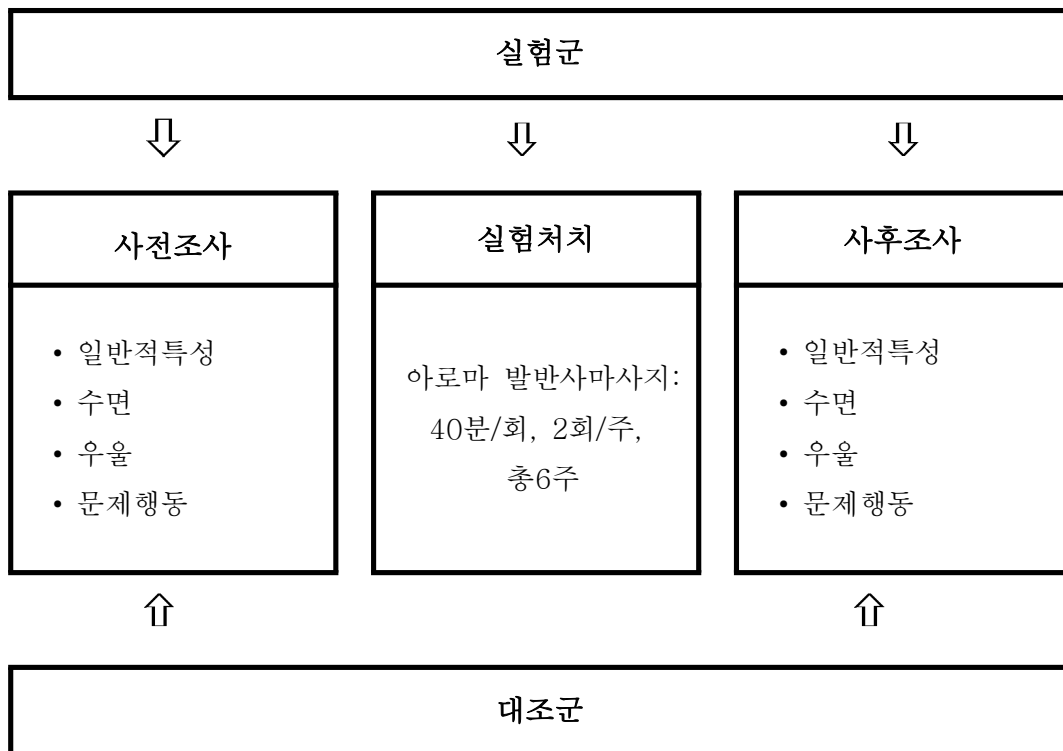 실험군
사전조사
• 일반적특성
• 수면
• 우울
• 문제행동
실험처치
아로마 발반사마사지:
40분/회, 2회/주,
총6주
사후조사
• 일반적특성
• 수면
• 우울
• 문제행동
대조군